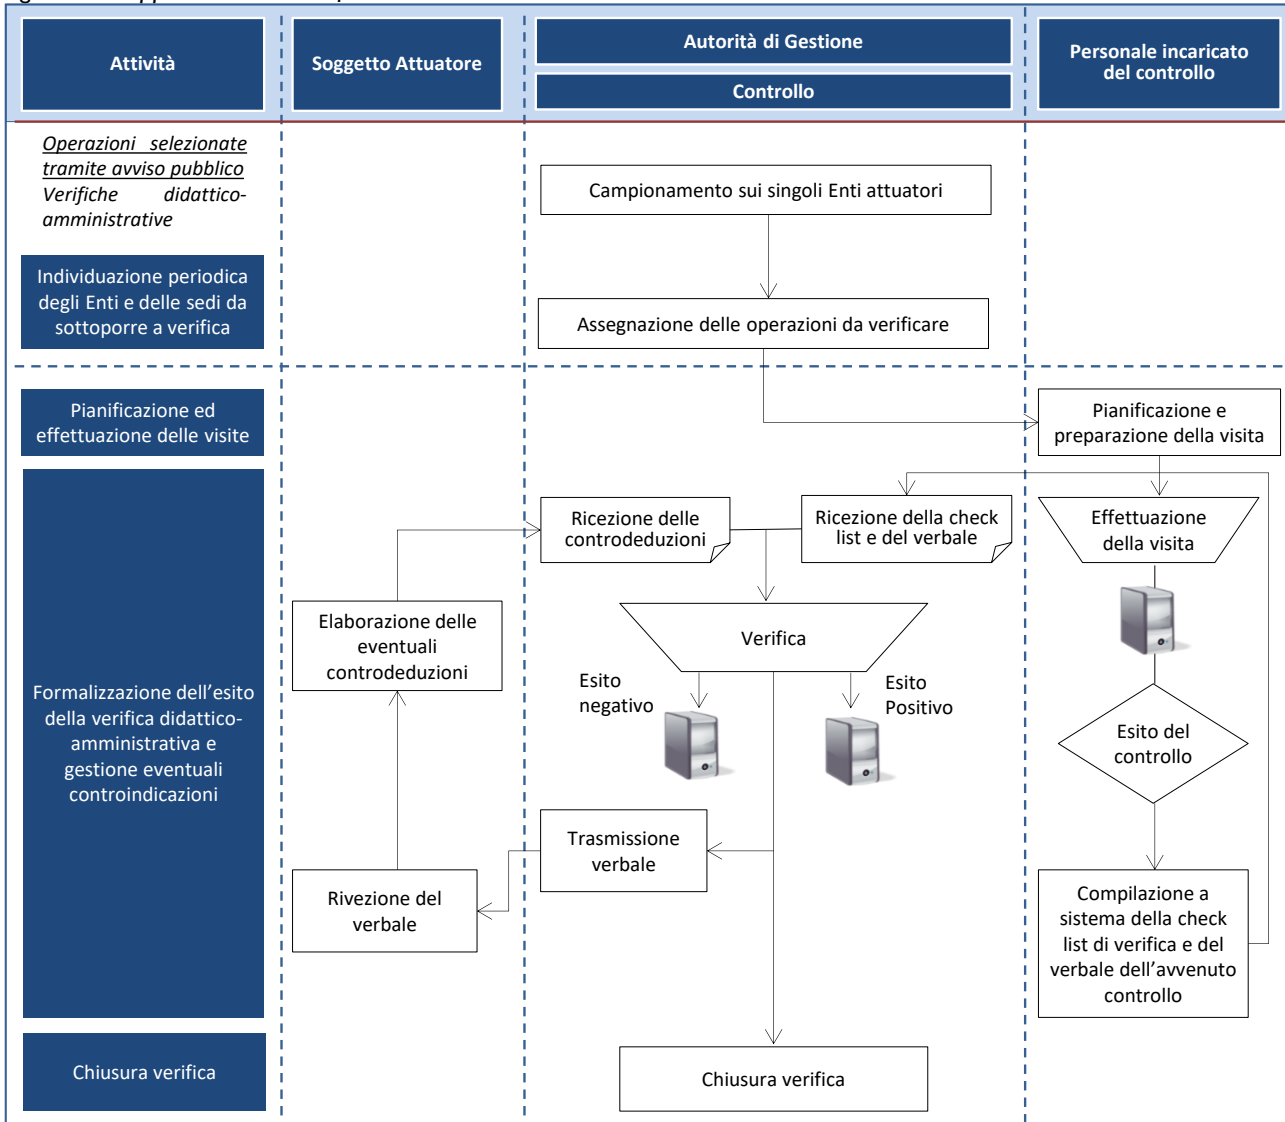 Attività
Soggetto Attuatore
Autorità di Gestione
Controllo
Personale incaricato
del controllo
Operazioni selezionate
tramite avviso pubblico
Verifiche didattico-
amministrative
Campionamento sui singoli Enti attuatori
Individuazione periodica
degli Enti e delle sedi da
sottoporre a verifica
Assegnazione delle operazioni da verificare
Pianificazione ed
effettuazione delle visite
Pianificazione e
preparazione della visita
Ricezione delle
controdeduzioni
Ricezione della check
list e del verbale
Effettuazione
della visita
Elaborazione delle
eventuali
controdeduzioni
Verifica
Esito
negativo
Esito
Positivo
Formalizzazione dell’esito
della verifica didattico-
amministrativa e
gestione eventuali
controindicazioni
Esito del
controllo
Trasmissione
verbale
Rivezione del
verbale
Compilazione a
sistema della check
list di verifica e del
verbale dell’avvenuto
controllo
Chiusura verifica
Chiusura verifica